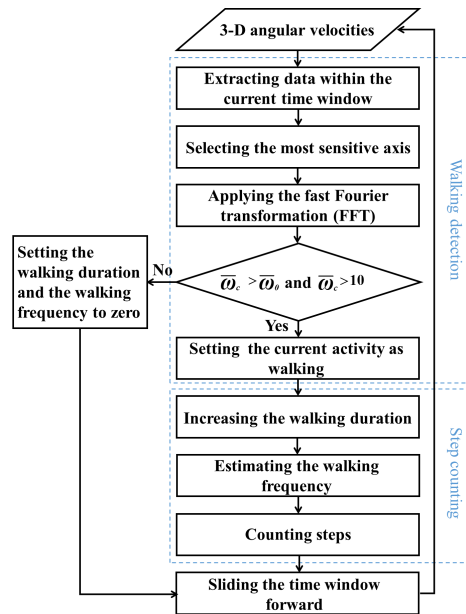 3-D angular velocities
Extracting data within the
current time window
Selecting the most sensitive axis
Applying the fast Fourier
transformation (FFT)
Walking detection
Setting the
walking duration
and the walking
frequency to zero
No
ω̅c > ω̅0 and ω̅c >10
Yes
Setting the current activity as
walking
Increasing the walking duration
Estimating the walking
frequency
Counting steps
Step counting
Sliding the time window
forward